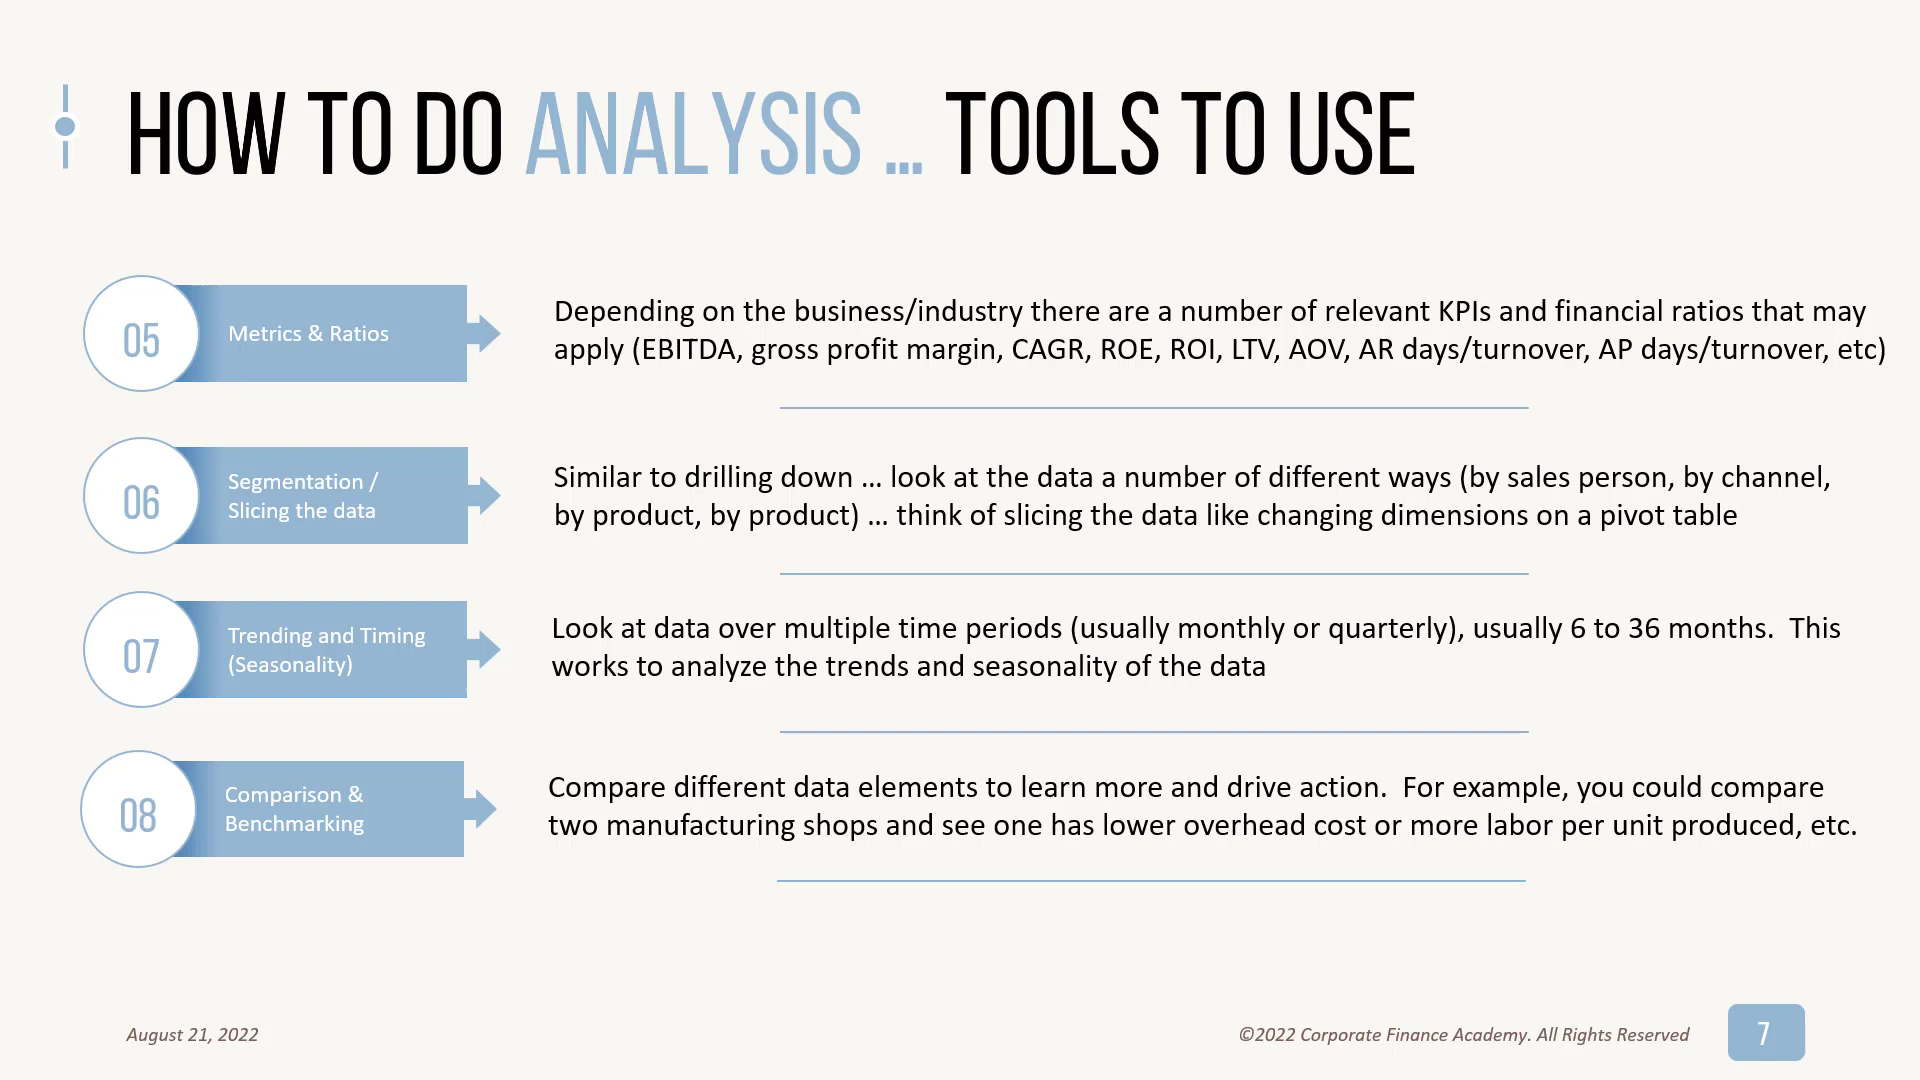 HOW TO DO ANALYSIS ... TOOLS TO USE
05
Metrics & Ratios
Depending on the business/industry there are a number of relevant KPIs and financial ratios that may
apply (EBITDA, gross profit margin, CAGR, ROE, ROI, LTV, AOV, AR days/turnover, AP days/turnover, etc)
06
Segmentation /
Slicing the data
Similar to drilling down ... look at the data a number of different ways (by sales person, by channel,
by product, by product) ... think of slicing the data like changing dimensions on a pivot table
07
Trending and Timing
(Seasonality)
Look at data over multiple time periods (usually monthly or quarterly), usually 6 to 36 months.  This
works to analyze the trends and seasonality of the data
08
Comparison &
Benchmarking
Compare different data elements to learn more and drive action.  For example, you could compare
two manufacturing shops and see one has lower overhead cost or more labor per unit produced, etc.
August 21, 2022
©2022 Corporate Finance Academy. All Rights Reserved
7